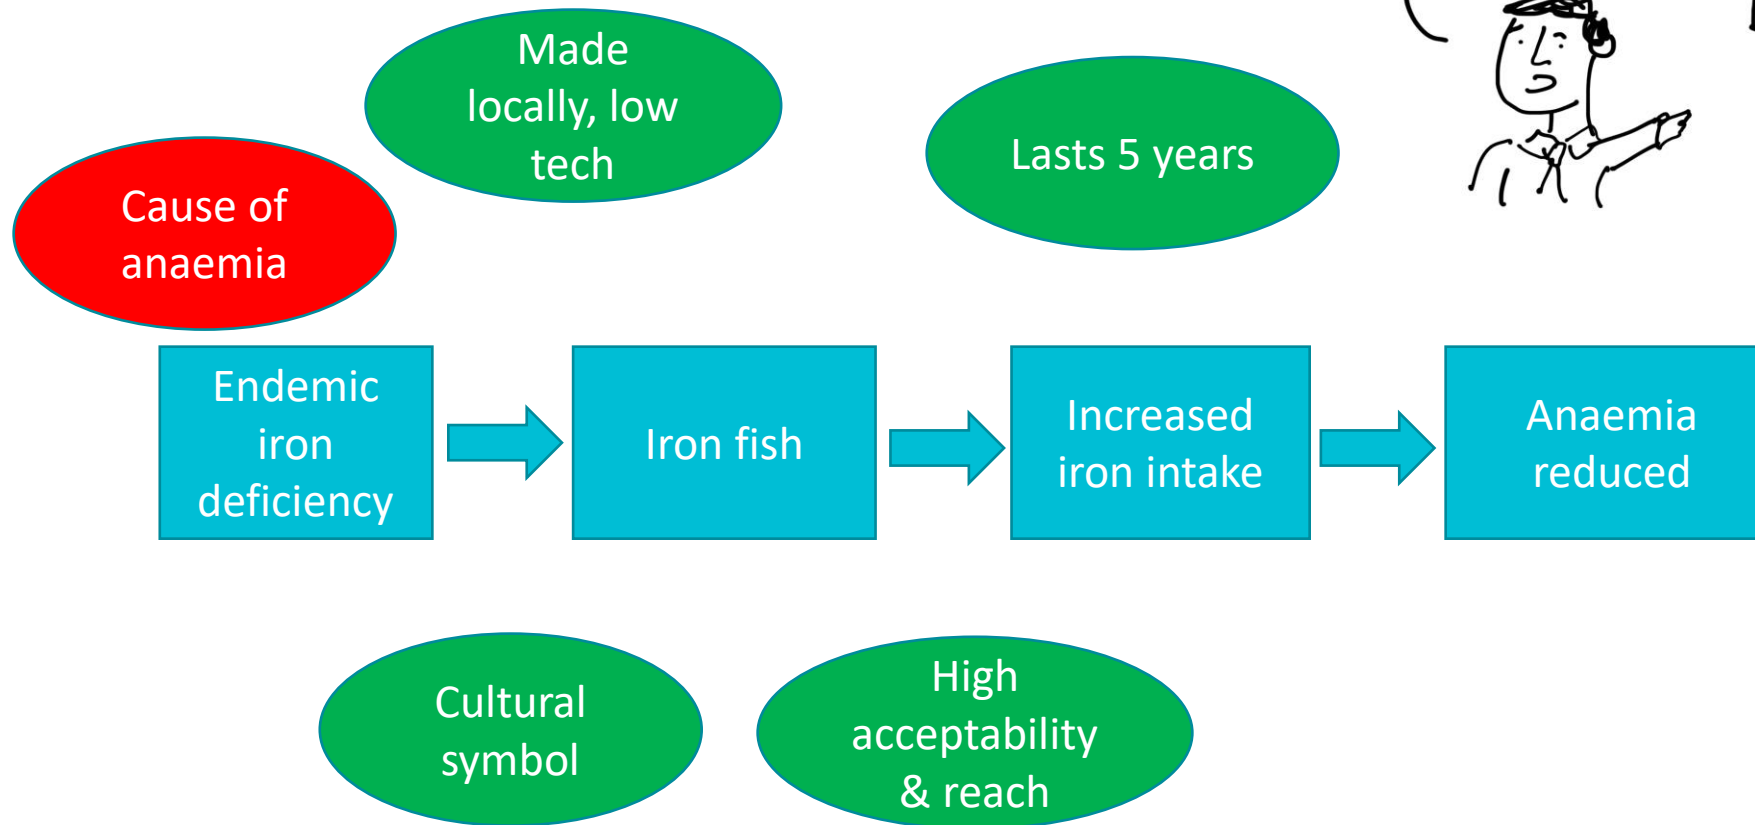 Made
locally, low
tech
Lasts 5 years
Cause of
anaemia
Endemic
iron
deficiency
Iron fish
Increased
iron intake
Anaemia
reduced
Cultural
symbol
High
acceptability
& reach